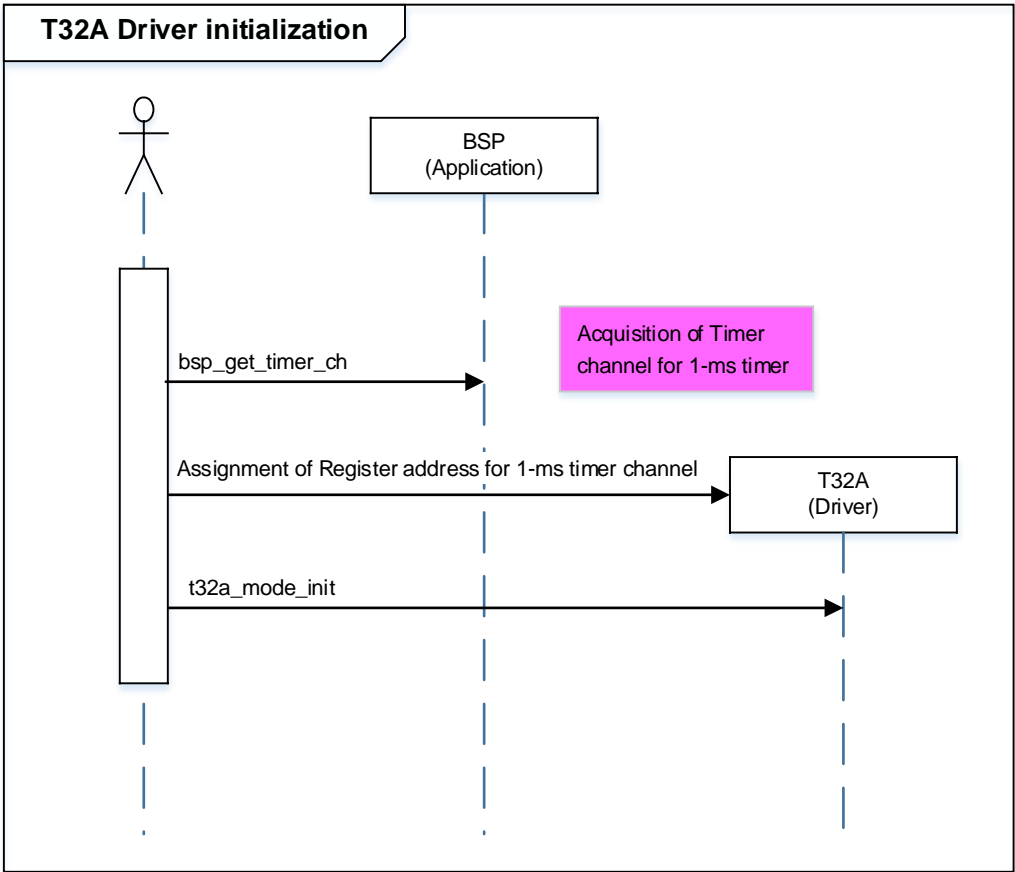 T32A Driver initialization
BSP
(Application)
Acquisition of Timer
channel for 1-ms timer
bsp_get_timer_ch
Assignment of Register address for 1-ms timer channel
T32A
(Driver)
t32a_mode_init